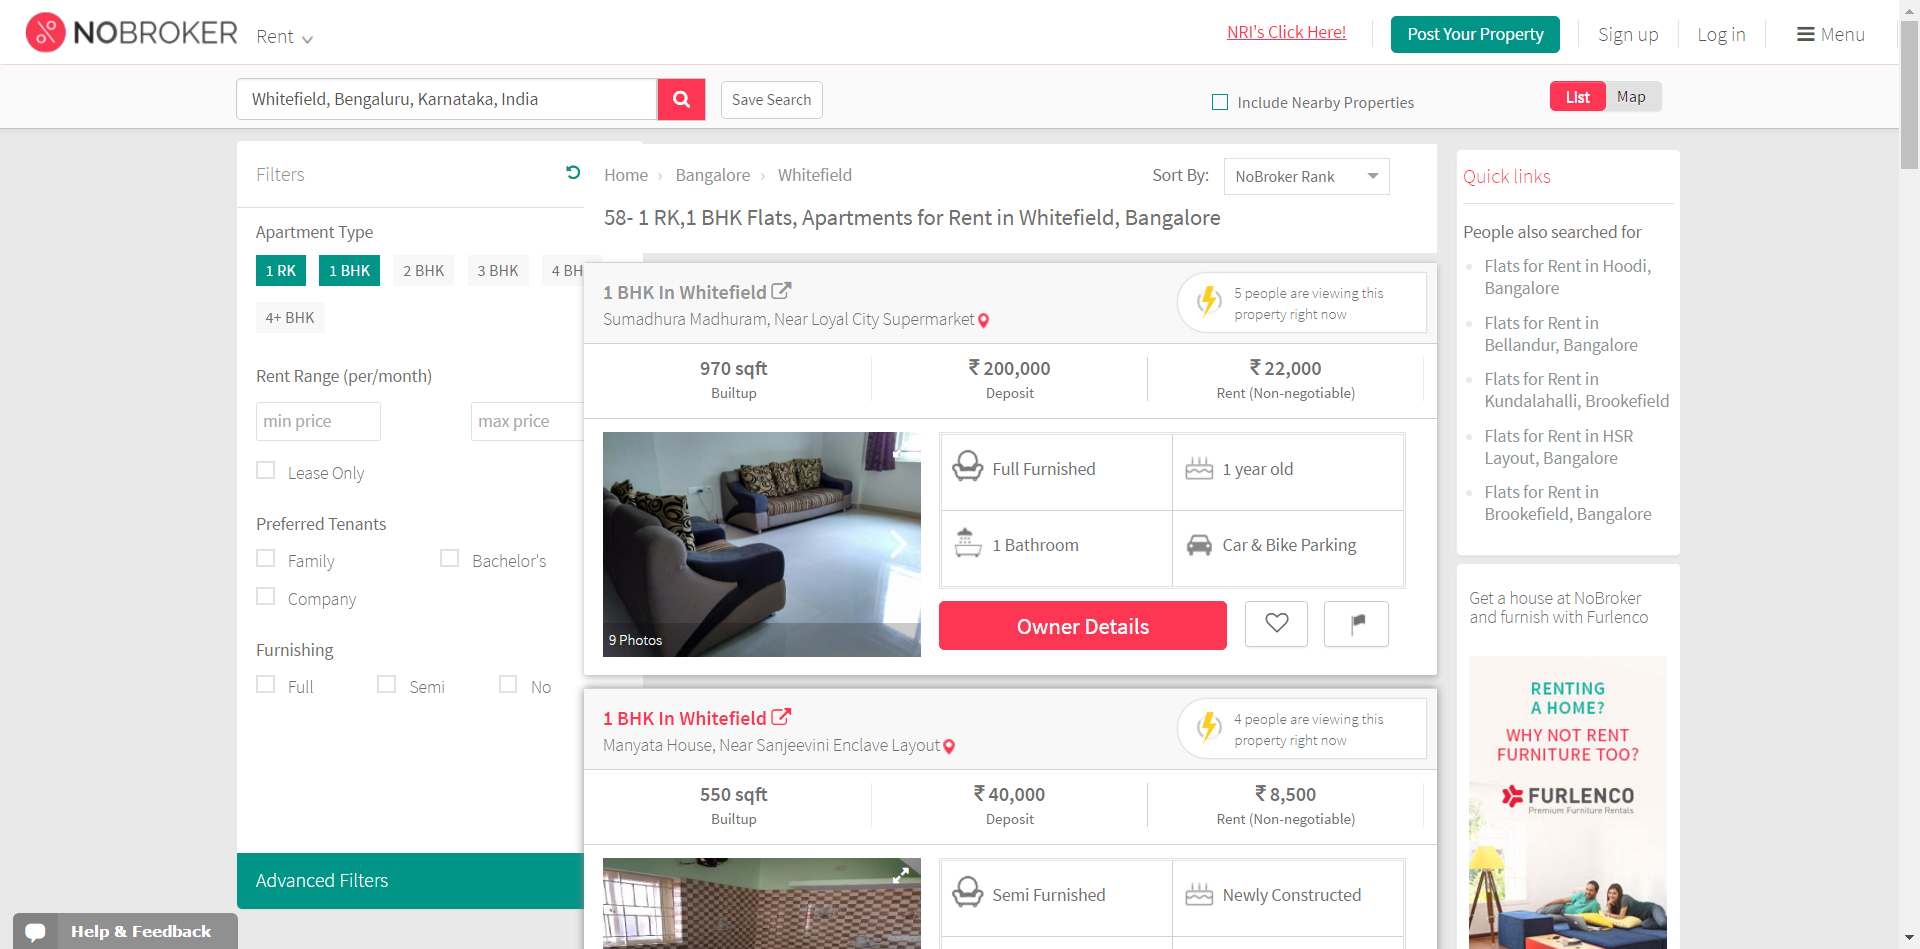 NOBROKER
Rent
NRI's Click Here!
Post Your Property
Sign up
Log in
Menu
Whitefield, Bengaluru, Karnataka, India
Save Search
Include Nearby Properties
List
Map
Filters
Apartment Type
1 RK
1 BHK
2 BHK
3 BHK
4 BH
4+ BHK
Rent Range (per/month)
min price
max price
Lease Only
Preferred Tenants
Family
Bachelor's
Company
Furnishing
Full
Semi
No
Advanced Filters
Help & Feedback
Home › Bangalore › Whitefield
Sort By:
NoBroker Rank
58- 1 RK,1 BHK Flats, Apartments for Rent in Whitefield, Bangalore
1 BHK In Whitefield
Sumadhura Madhuram, Near Loyal City Supermarket
5 people are viewing this
property right now
970 sqft
Builtup
₹ 200,000
Deposit
₹ 22,000
Rent (Non-negotiable)
9 Photos
Full Furnished
1 year old
1 Bathroom
Car & Bike Parking
Owner Details
1 BHK In Whitefield
Manyata House, Near Sanjeevini Enclave Layout
4 people are viewing this
property right now
550 sqft
Builtup
₹ 40,000
Deposit
₹ 8,500
Rent (Non-negotiable)
Semi Furnished
Newly Constructed
Quick links
People also searched for
Flats for Rent in Hoodi,
Bangalore
Flats for Rent in
Bellandur, Bangalore
Flats for Rent in
Kundalahalli, Brookefield
Flats for Rent in HSR
Layout, Bangalore
Flats for Rent in
Brookefield, Bangalore
Get a house at NoBroker
and furnish with Furlenco
RENTING
A HOME?
WHY NOT RENT
FURNITURE TOO?
FURLENCO
Premium Furniture Rentals